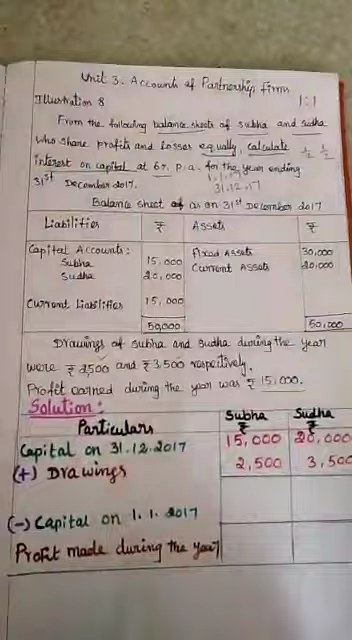 Unit 3. Accounts of Partnership firms
Illustration 8 1:1
From the following balance sheets of Subha and Sudha
who share profits and losses equally, calculate ½ ½
interest on capital at 6% p.a. for the year ending
1.1.17
31st December 2017. 31.12.17
Balance sheet of as on 31st December 2017
Liabilities ₹ Assets ₹
Capital Accounts: Fixed Assets 30,000
Subha 15,000 Current Assets 20,000
Sudha 20,000
Current Liabilities 15,000
50,000 50,000
Drawings of Subha and Sudha during the year
were ₹ 2,500 and ₹ 3,500 respectively.
Profit earned during the year was ₹ 15,000.
Solution:
Particulars Subha ₹ Sudha ₹
Capital on 31.12.2017 15,000 20,000
(+) Drawings 2,500 3,500
(-) Capital on 1.1.2017
Profit made during the year